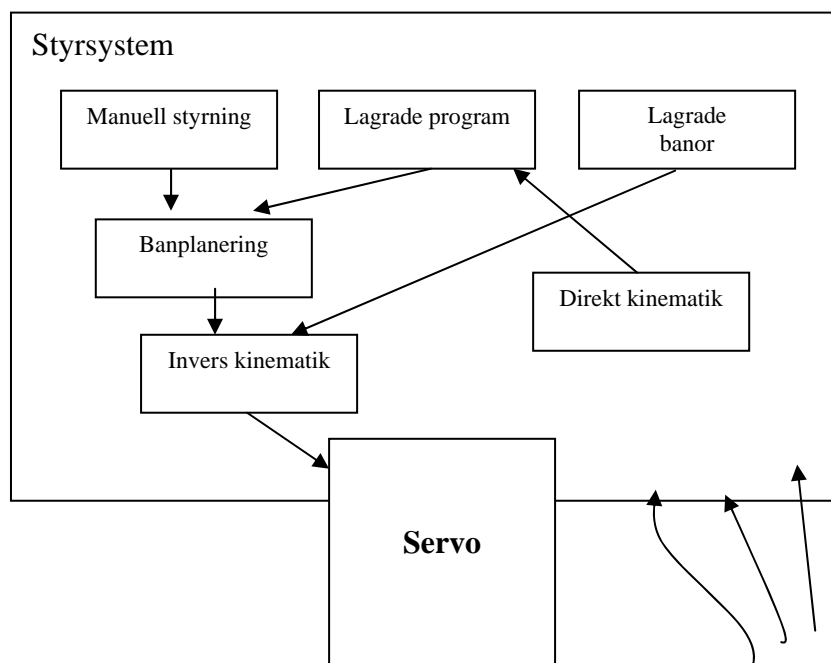 Styrsystem
Manuell styrning
Lagrade program
Lagrade
banor
Banplanering
Direkt kinematik
Invers kinematik
Servo